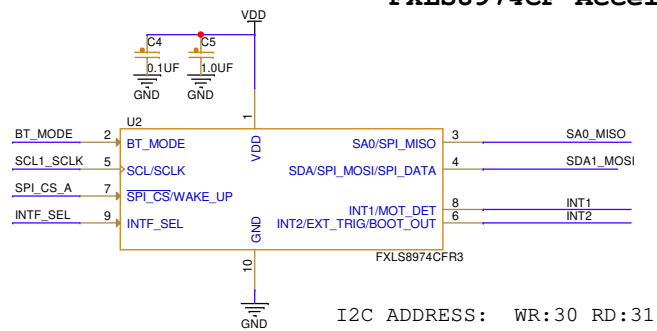 FXLS8974CF Accel
VDD
C4
C5
0.1UF
1.0UF
GND
GND
U2
1
BT_MODE
2
BT_MODE
VDD
SA0/SPI_MISO
3
SA0_MISO
SCL1_SCLK
5
SCL/SCLK
SDA/SPI_MOSI/SPI_DATA
4
SDA1_MOSI
SPI_CS_A
7
SPI_CS/WAKE_UP
INT1/MOT_DET
8
INT1
INTF_SEL
9
INTF_SEL
GND
INT2/EXT_TRIG/BOOT_OUT
6
INT2
10
FXLS8974CFR3
GND
I2C ADDRESS: WR:30 RD:31